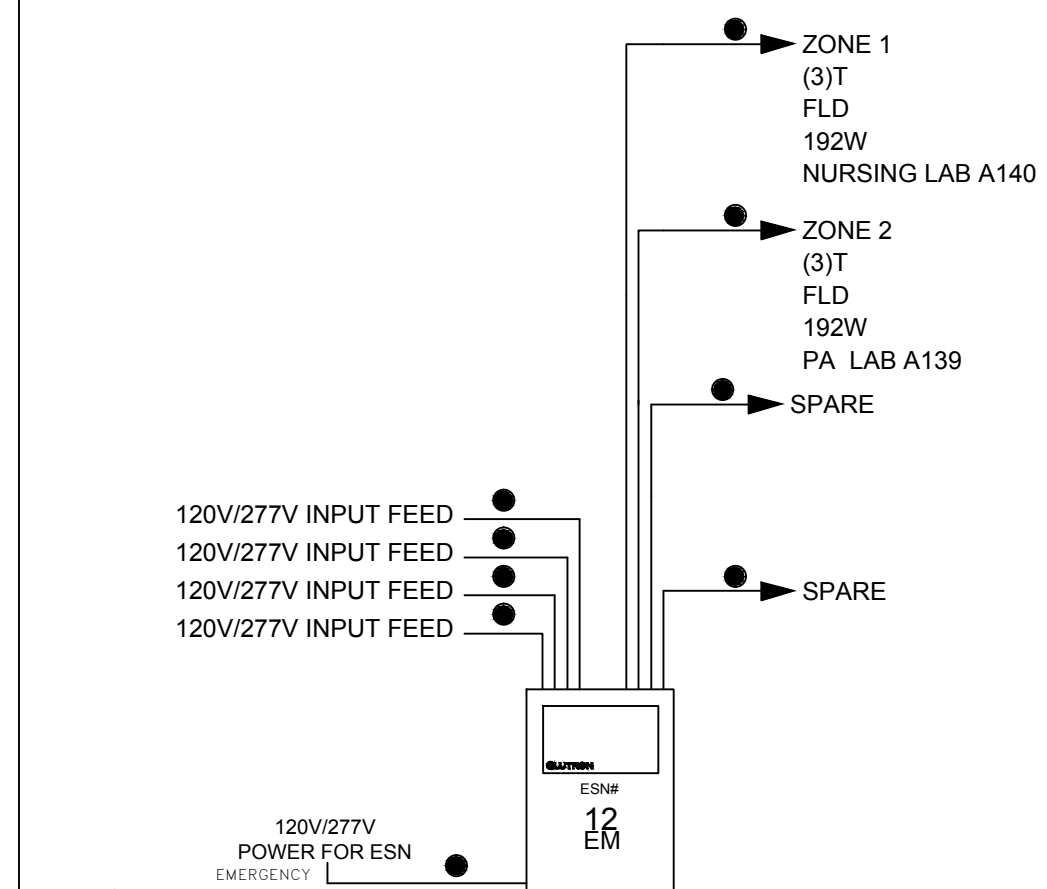 ZONE 1
(3)T
FLD
192W
NURSING LAB A140
ZONE 2
(3)T
FLD
192W
PA LAB A139
SPARE
120V/277V INPUT FEED
120V/277V INPUT FEED
120V/277V INPUT FEED
120V/277V INPUT FEED
SPARE
LUTRON
ESN#
12
EM
120V/277V
POWER FOR ESN
EMERGENCY